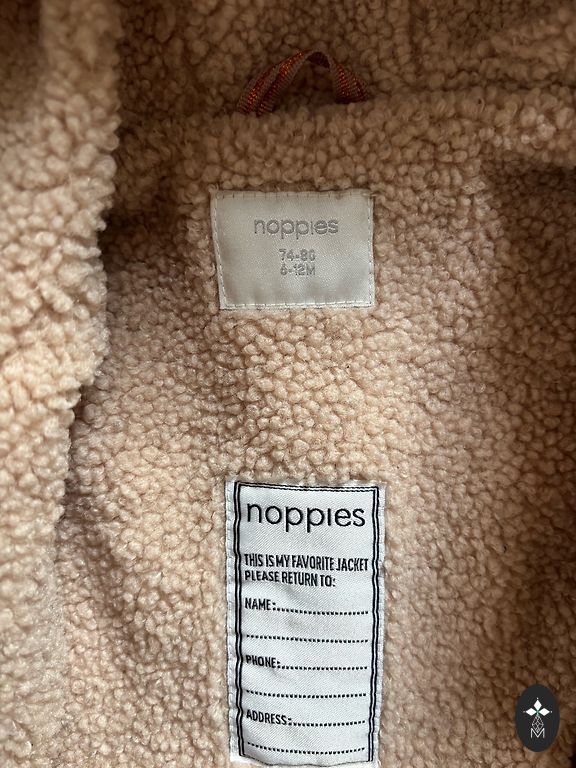 noppies
74-80
6-12M
noppies
THIS IS MY FAVORITE JACKET
PLEASE RETURN TO:
NAME:
PHONE:
ADDRESS:
M